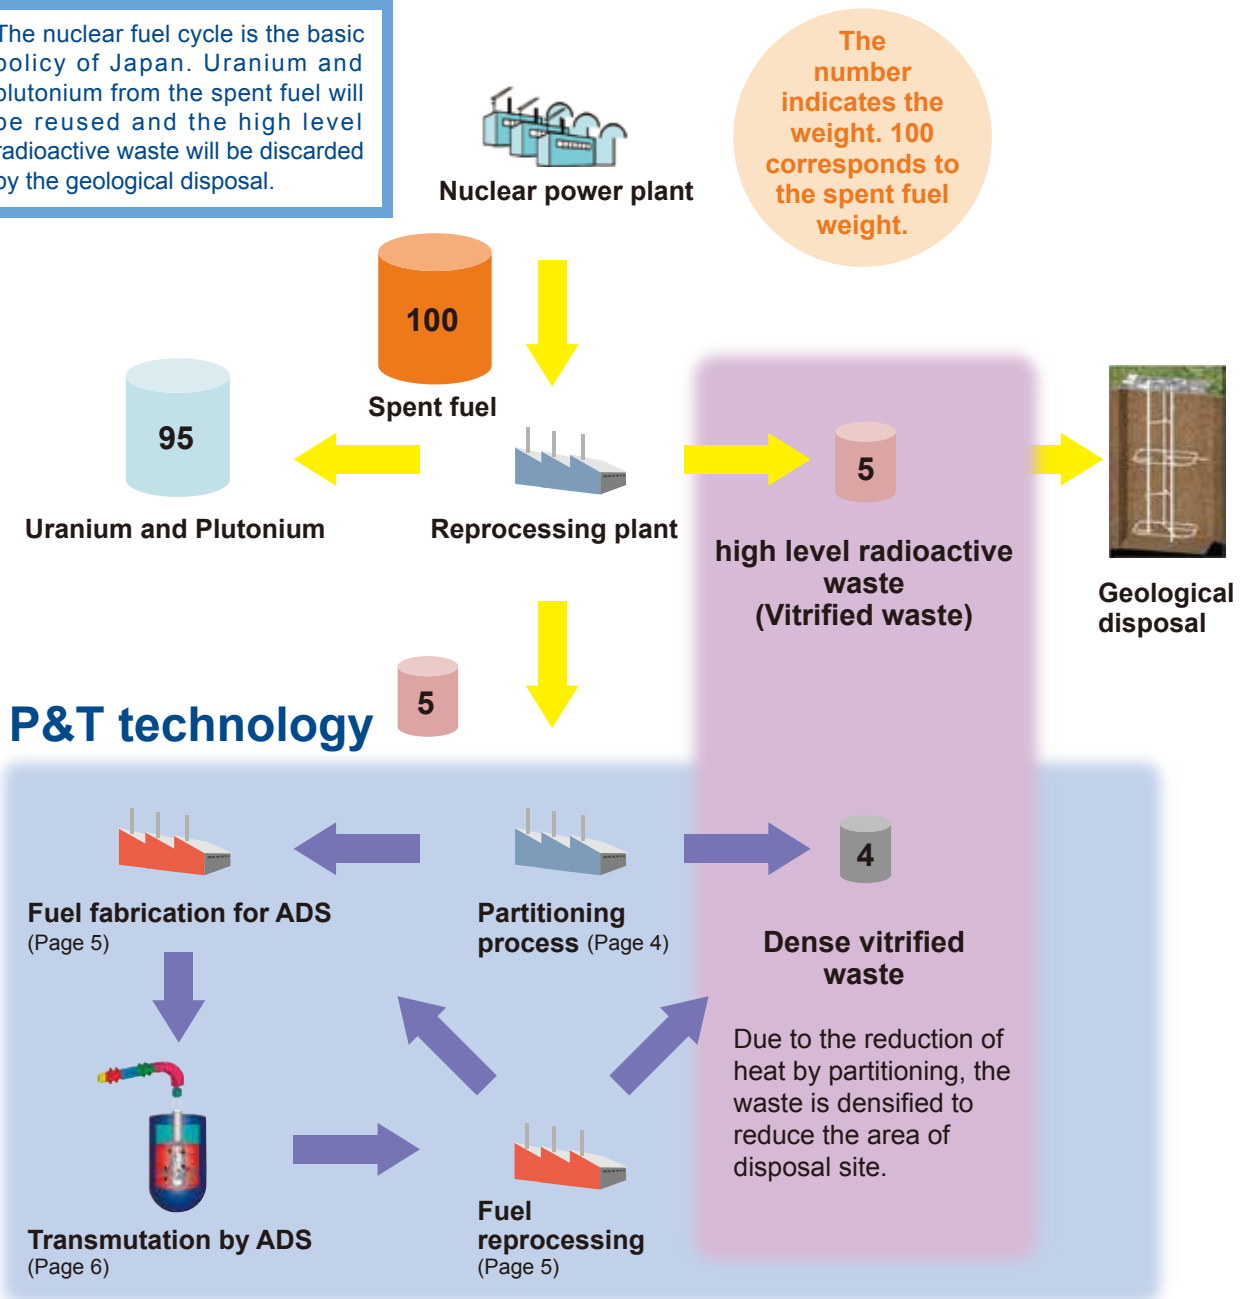 The nuclear fuel cycle is the basic
policy of Japan. Uranium and
plutonium from the spent fuel will
be reused and the high level
radioactive waste will be discarded
by the geological disposal.
The
number
indicates the
weight. 100
corresponds to
the spent fuel
weight.
Nuclear power plant
100
Spent fuel
95
Uranium and Plutonium
Reprocessing plant
5
high level radioactive
waste
(Vitrified waste)
Geological
disposal
5
P&T technology
Fuel fabrication for ADS
(Page 5)
Partitioning
process (Page 4)
4
Dense vitrified
waste
Due to the reduction of
heat by partitioning, the
waste is densified to
reduce the area of
disposal site.
Transmutation by ADS
(Page 6)
Fuel
reprocessing
(Page 5)